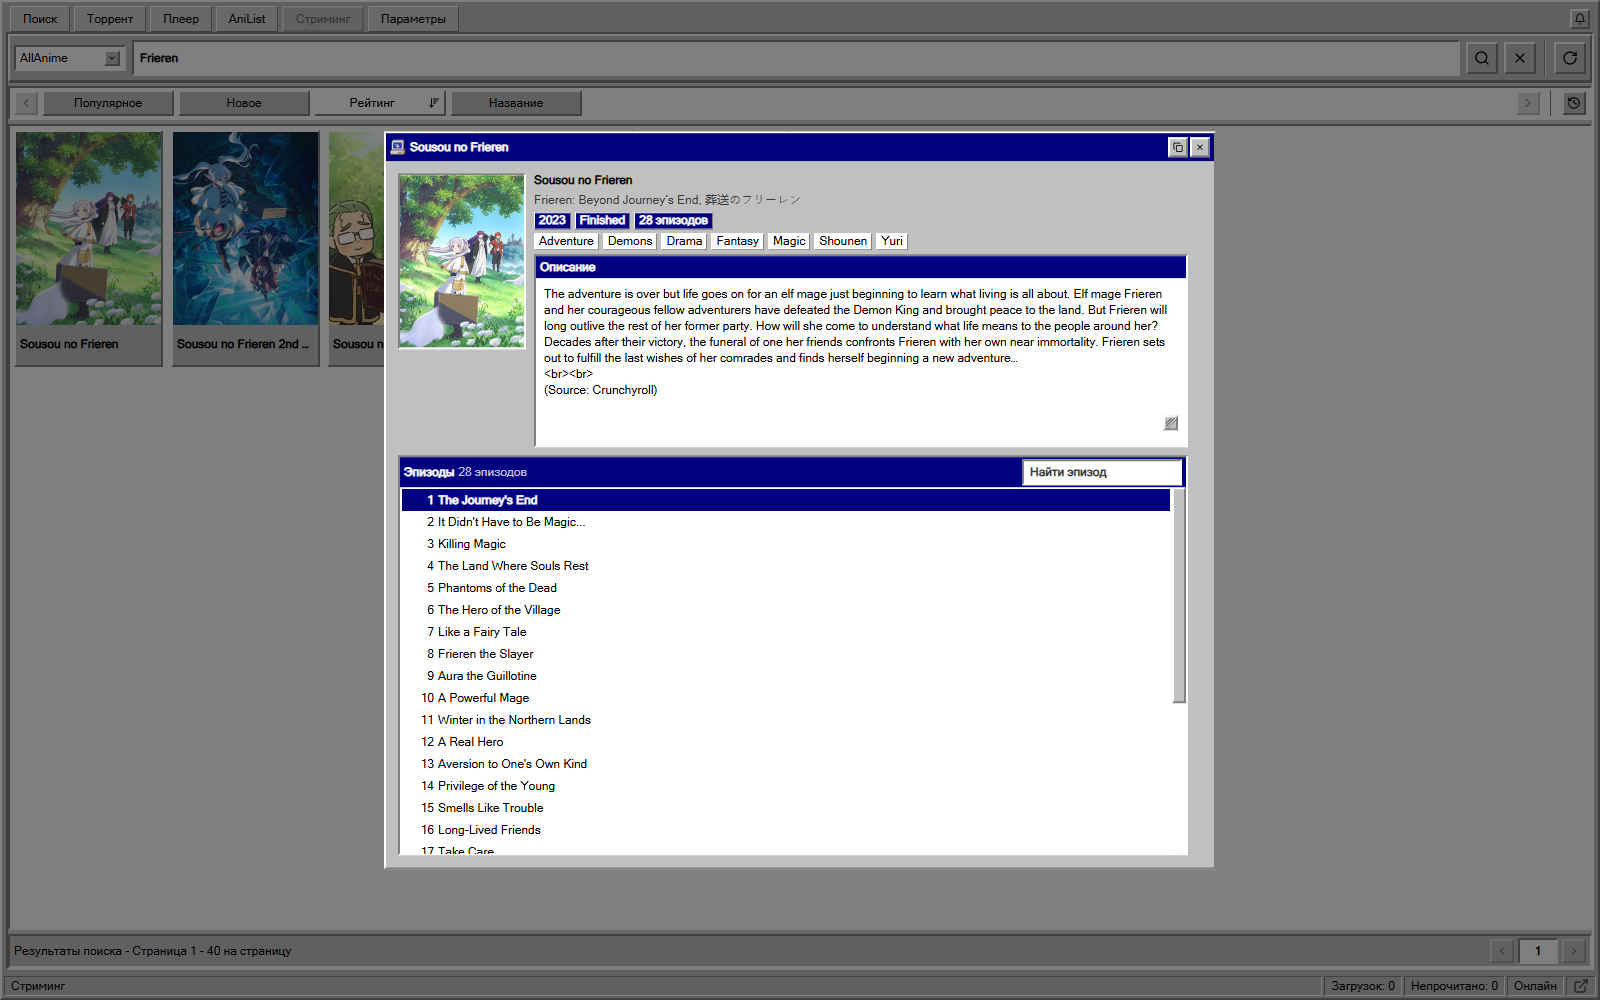 Поиск Торрент Плеер AniList Стриминг Параметры
AllAnime Frieren
Популярное Новое Рейтинг Название
Sousou no Frieren
Sousou no Frieren 2nd ...
Sousou n
Sousou no Frieren
Sousou no Frieren
Frieren: Beyond Journey's End, 葬送のフリーレン
2023 Finished 28 эпизодов
Adventure Demons Drama Fantasy Magic Shounen Yuri
Описание
The adventure is over but life goes on for an elf mage just beginning to learn what living is all about. Elf mage Frieren
and her courageous fellow adventurers have defeated the Demon King and brought peace to the land. But Frieren will
long outlive the rest of her former party. How will she come to understand what life means to the people around her?
Decades after their victory, the funeral of one her friends confronts Frieren with her own near immortality. Frieren sets
out to fulfill the last wishes of her comrades and finds herself beginning a new adventure…
<br><br>
(Source: Crunchyroll)
Эпизоды 28 эпизодов Найти эпизод
1 The Journey's End
2 It Didn't Have to Be Magic...
3 Killing Magic
4 The Land Where Souls Rest
5 Phantoms of the Dead
6 The Hero of the Village
7 Like a Fairy Tale
8 Frieren the Slayer
9 Aura the Guillotine
10 A Powerful Mage
11 Winter in the Northern Lands
12 A Real Hero
13 Aversion to One's Own Kind
14 Privilege of the Young
15 Smells Like Trouble
16 Long-Lived Friends
17 Take Care
Результаты поиска - Страница 1 - 40 на страницу 1
Стриминг Загрузок: 0 Непрочитано: 0 Онлайн